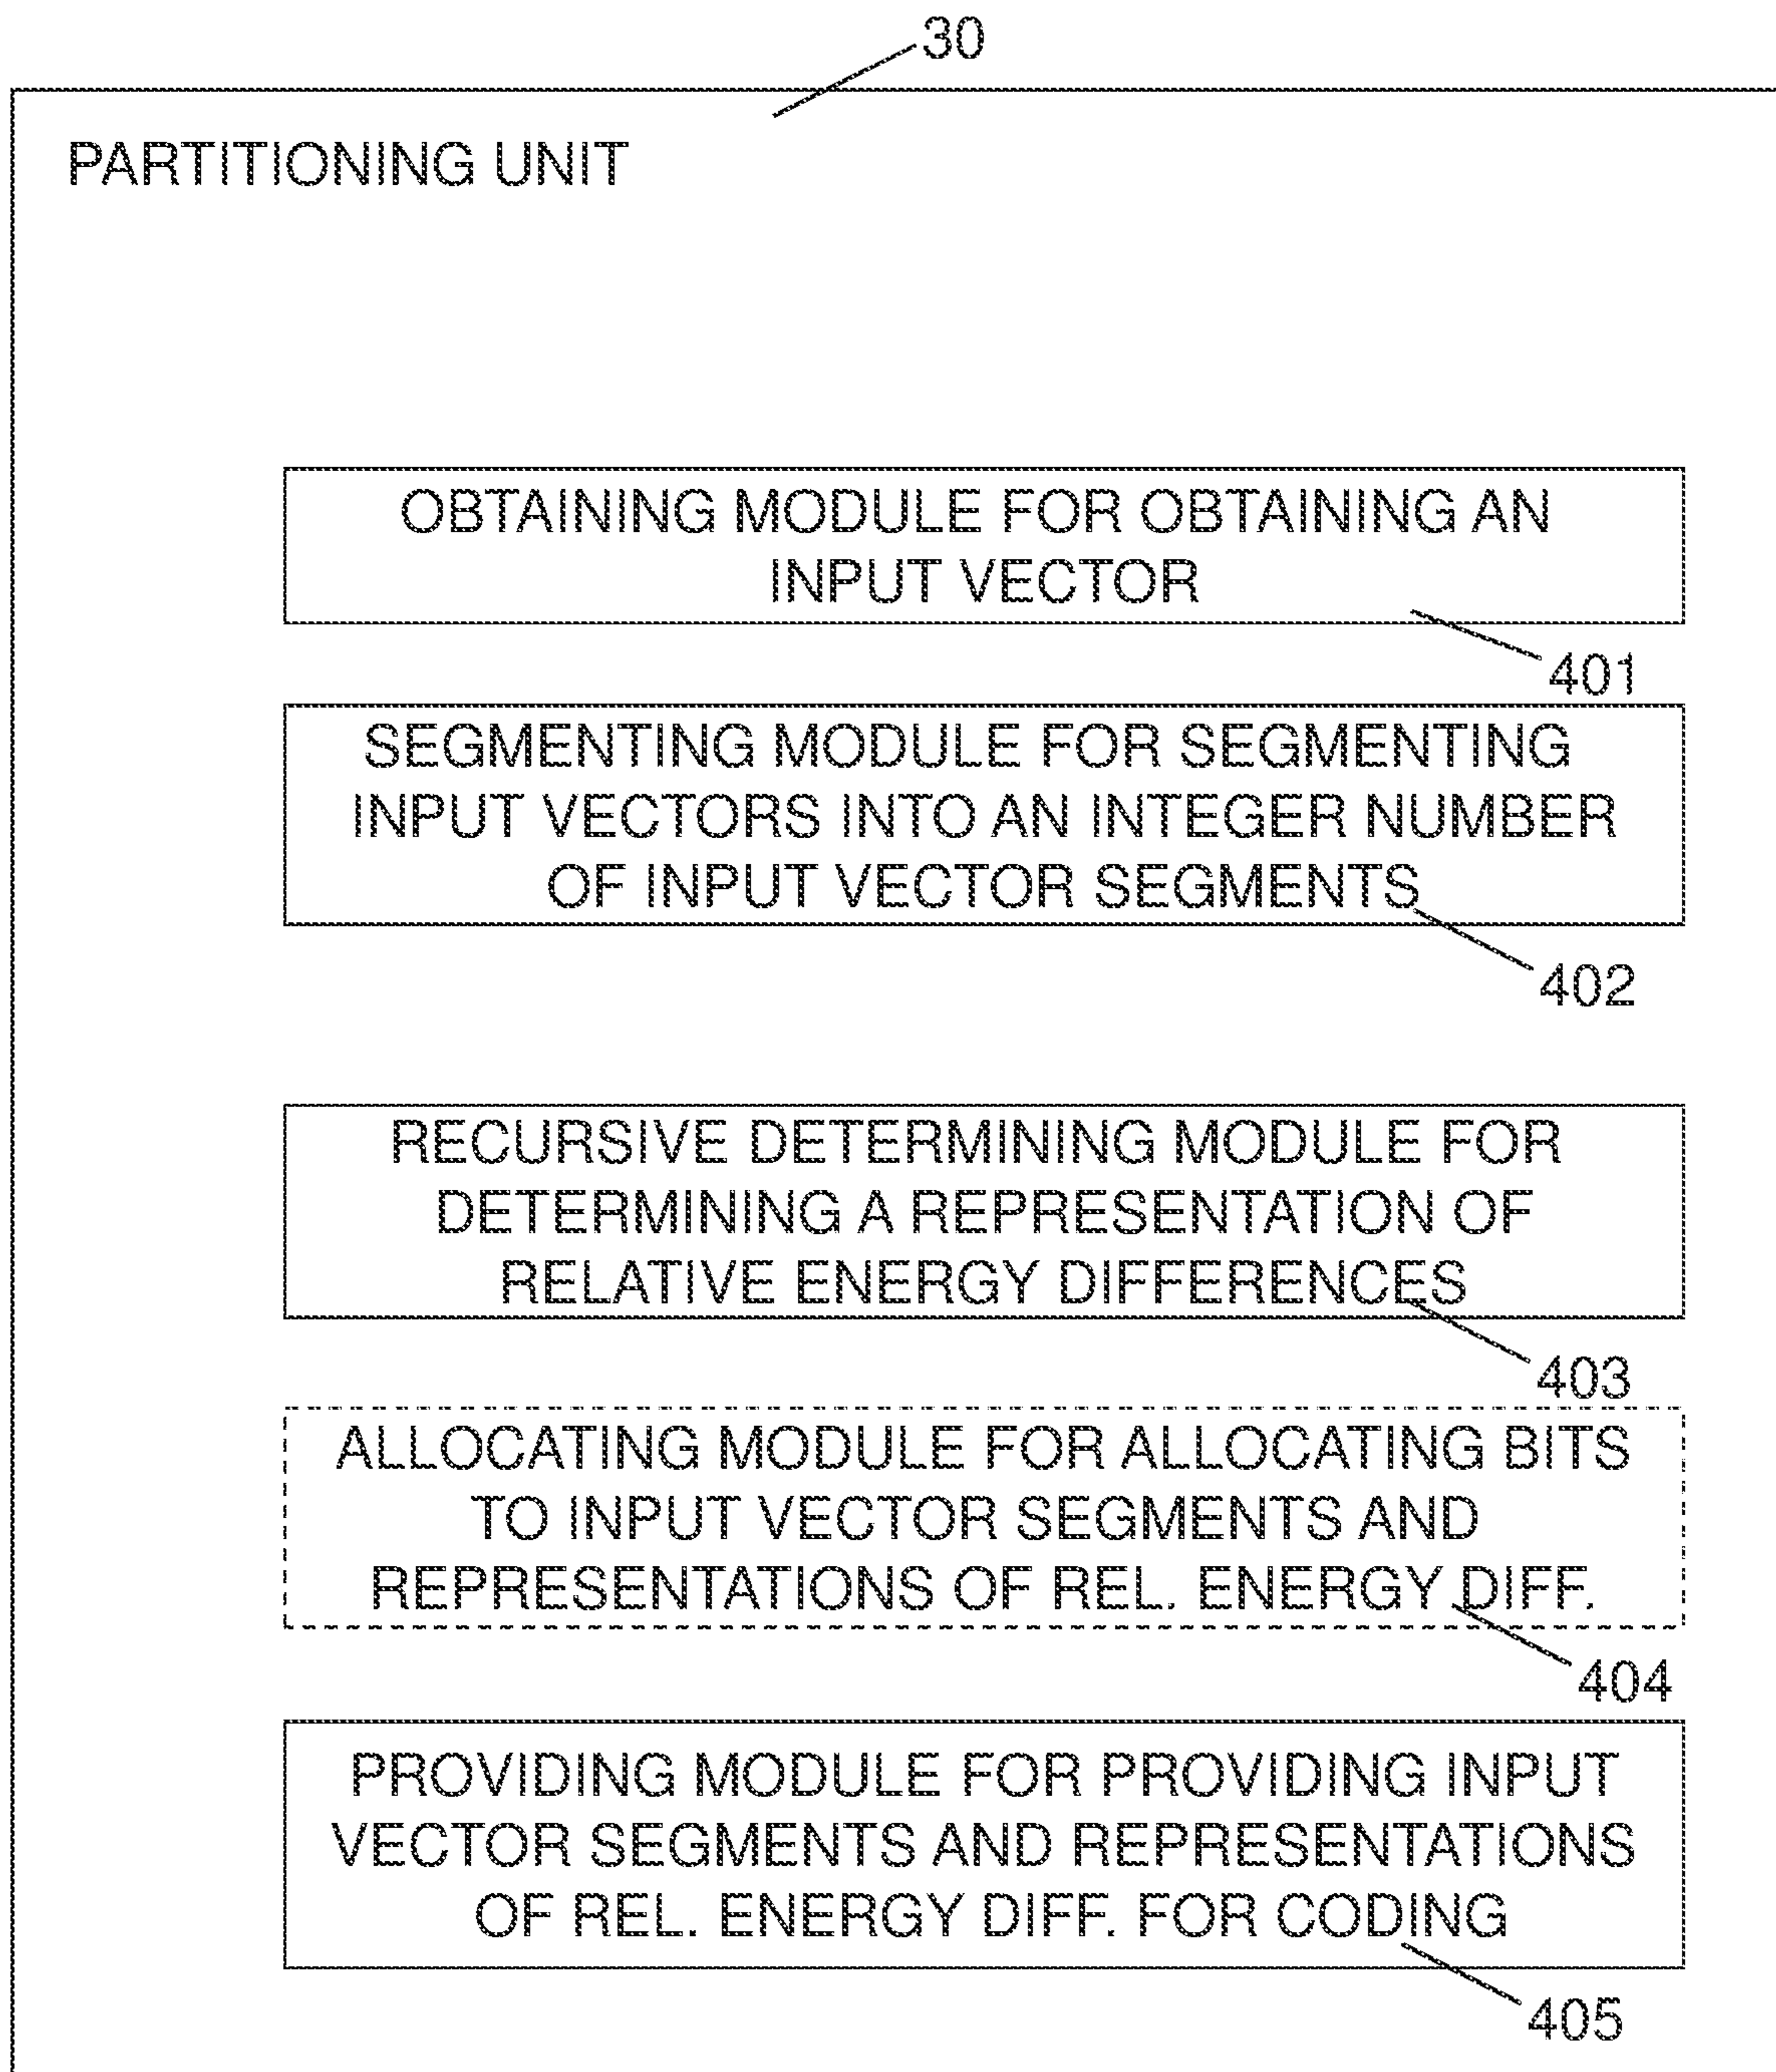 30
PARTITIONING UNIT
OBTAINING MODULE FOR OBTAINING AN
INPUT VECTOR
401
SEGMENTING MODULE FOR SEGMENTING
INPUT VECTORS INTO AN INTEGER NUMBER
OF INPUT VECTOR SEGMENTS
402
RECURSIVE DETERMINING MODULE FOR
DETERMINING A REPRESENTATION OF
RELATIVE ENERGY DIFFERENCES
403
ALLOCATING MODULE FOR ALLOCATING BITS
TO INPUT VECTOR SEGMENTS AND
REPRESENTATIONS OF REL. ENERGY DIFF.
404
PROVIDING MODULE FOR PROVIDING INPUT
VECTOR SEGMENTS AND REPRESENTATIONS
OF REL. ENERGY DIFF. FOR CODING
405